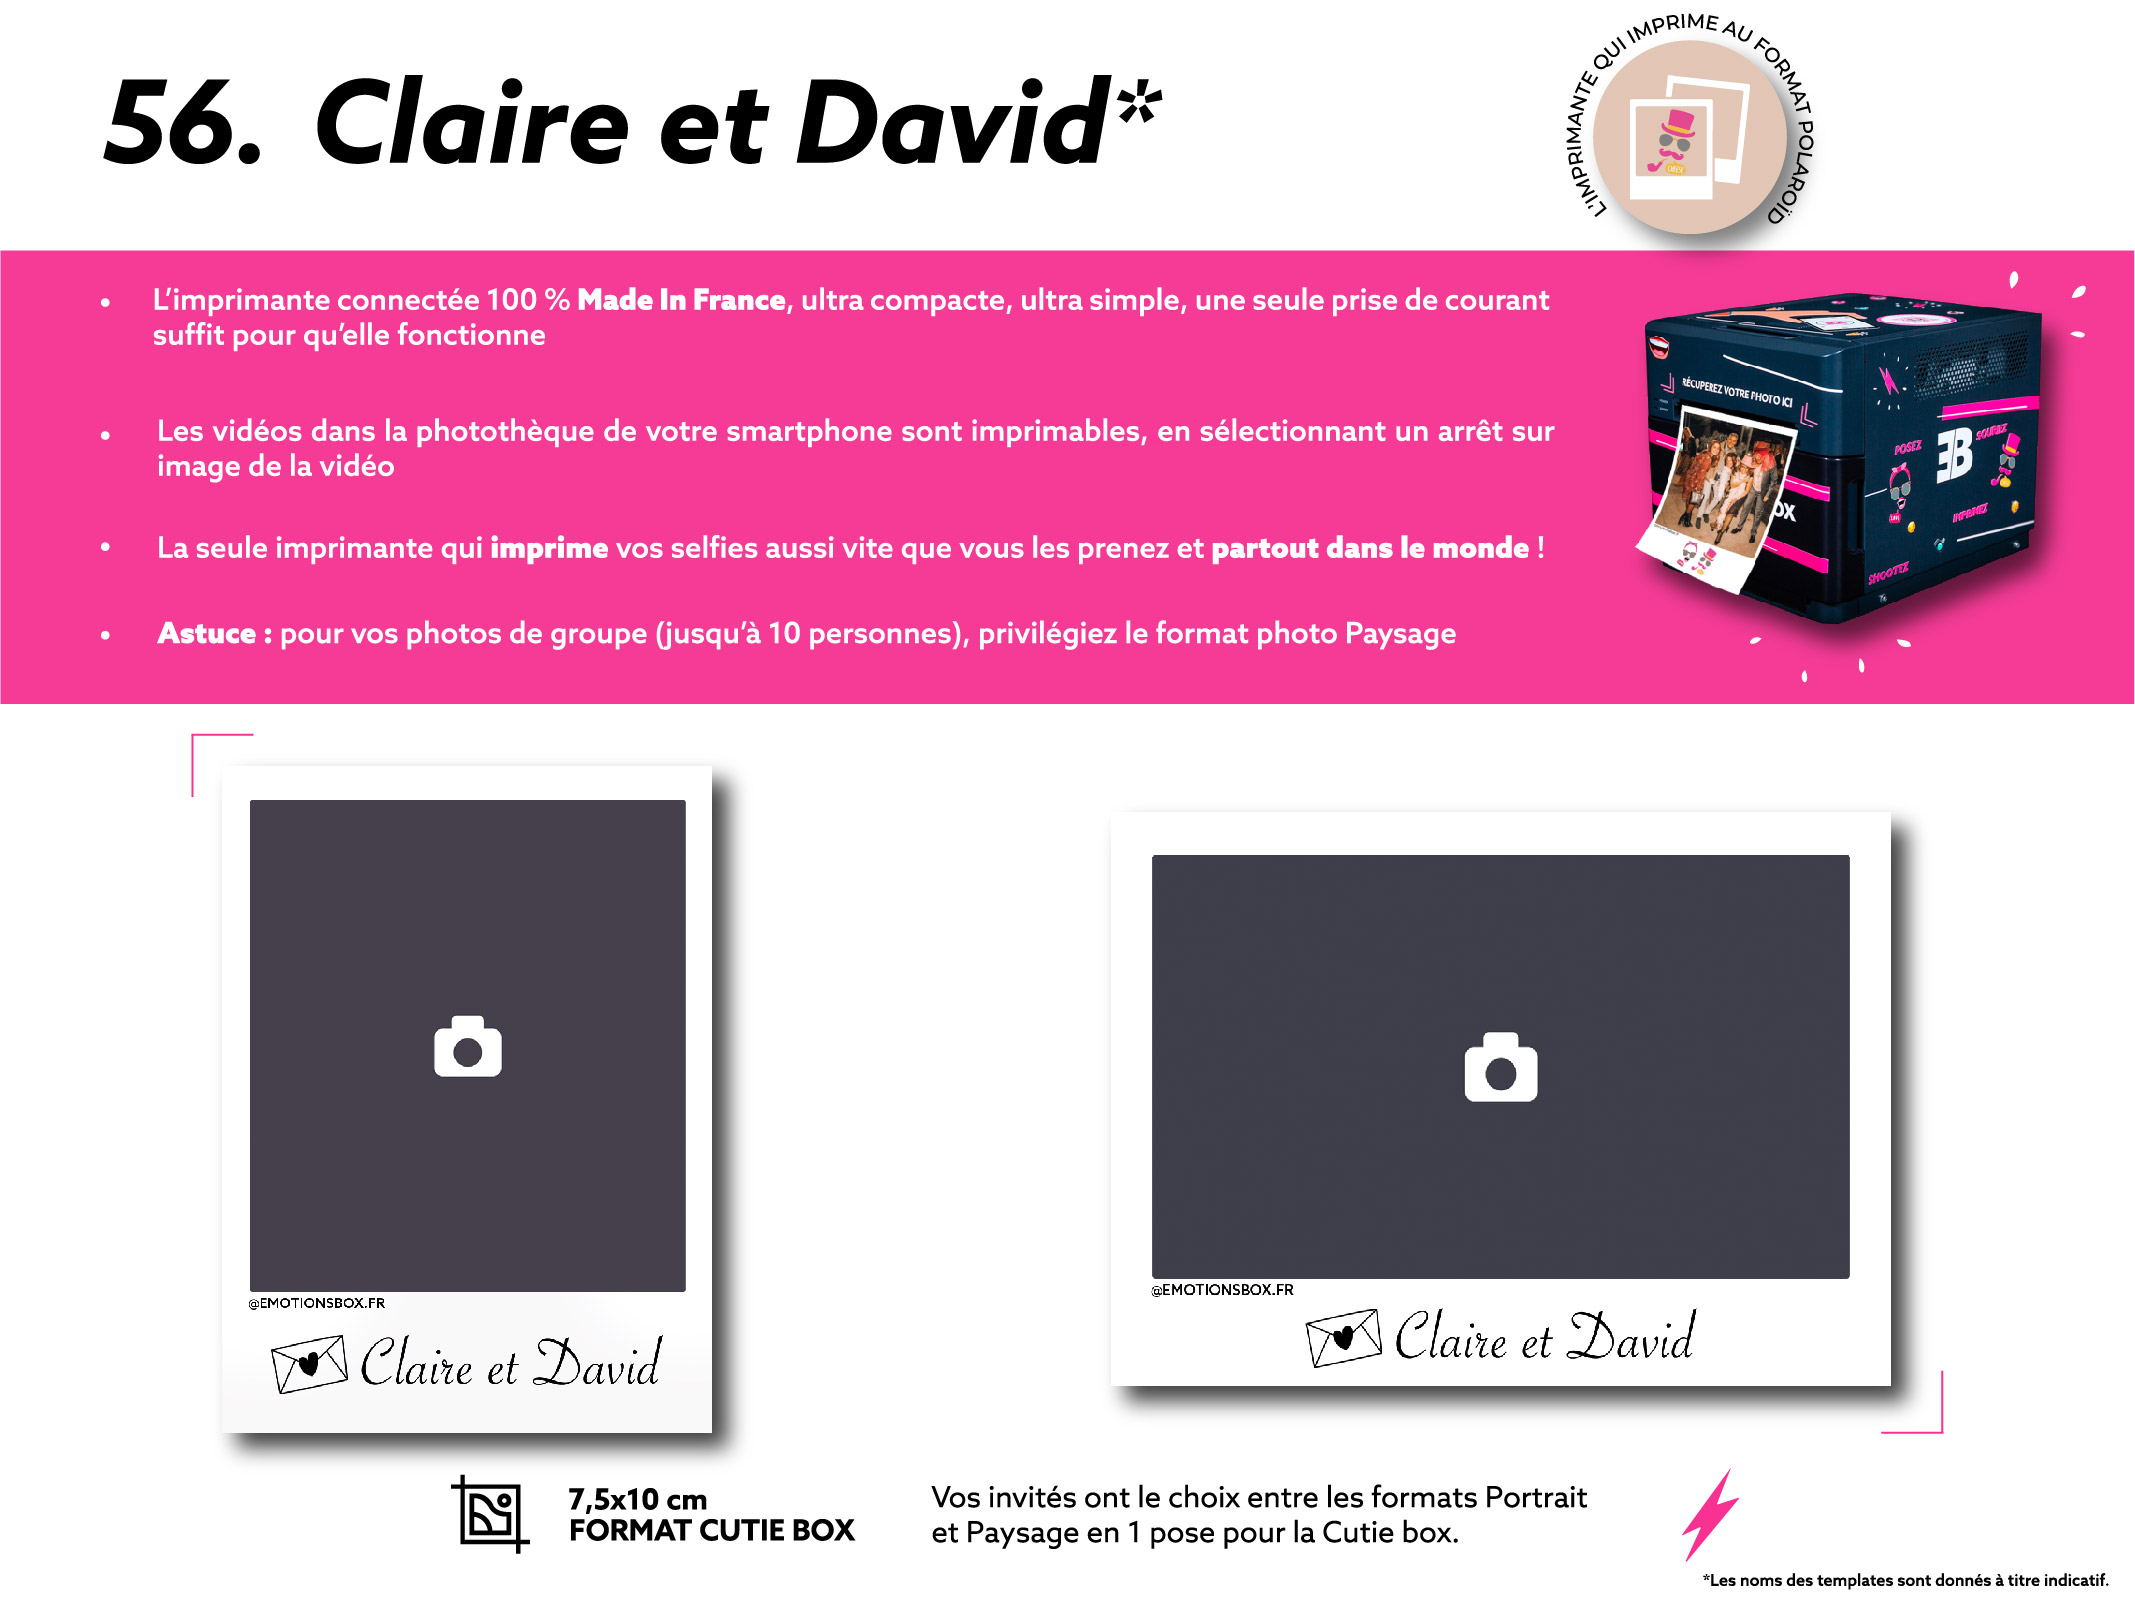 56. Claire et David*
L'IMPRIMANTE QUI IMPRIME AU FORMAT POLAROÏD
• L'imprimante connectée 100 % Made In France, ultra compacte, ultra simple, une seule prise de courant
suffit pour qu'elle fonctionne
• Les vidéos dans la photothèque de votre smartphone sont imprimables, en sélectionnant un arrêt sur
image de la vidéo
• La seule imprimante qui imprime vos selfies aussi vite que vous les prenez et partout dans le monde !
• Astuce : pour vos photos de groupe (jusqu'à 10 personnes), privilégiez le format photo Paysage
RÉCUPEREZ VOTRE PHOTO ICI
POSEZ
SOURIEZ
EB
OX
IMPRIMEZ
SHOOTEZ
@EMOTIONSBOX.FR
Claire et David
@EMOTIONSBOX.FR
Claire et David
7,5x10 cm
FORMAT CUTIE BOX
Vos invités ont le choix entre les formats Portrait
et Paysage en 1 pose pour la Cutie box.
*Les noms des templates sont donnés à titre indicatif.